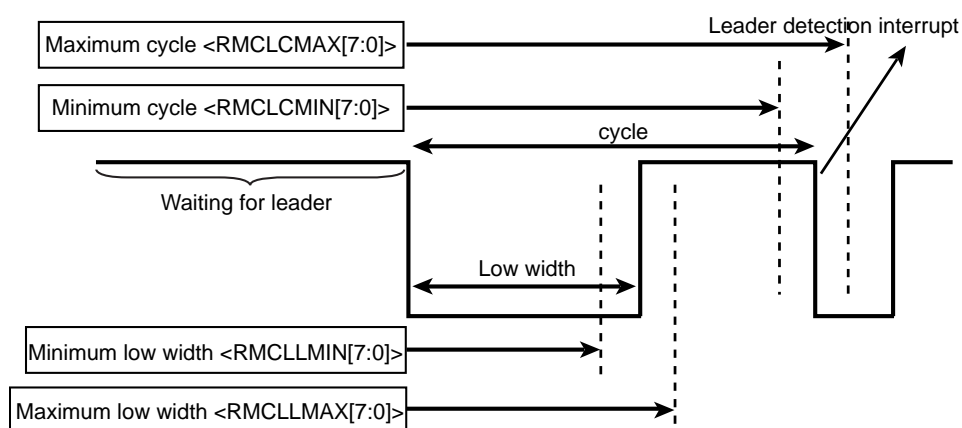 Leader detection interrupt
Maximum cycle <RMCLCMAX[7:0]>
Minimum cycle <RMCLCMIN[7:0]>
cycle
Waiting for leader
Low width
Minimum low width <RMCLLMIN[7:0]>
Maximum low width <RMCLLMAX[7:0]>